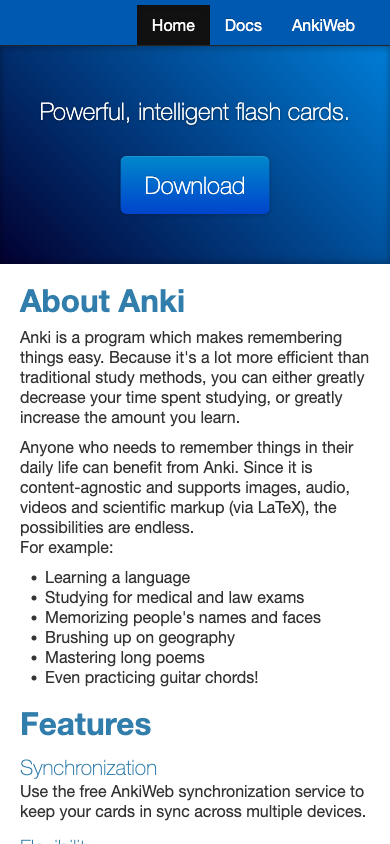 Home Docs AnkiWeb
Powerful, intelligent flash cards.
Download
About Anki
Anki is a program which makes remembering
things easy. Because it's a lot more efficient than
traditional study methods, you can either greatly
decrease your time spent studying, or greatly
increase the amount you learn.
Anyone who needs to remember things in their
daily life can benefit from Anki. Since it is
content-agnostic and supports images, audio,
videos and scientific markup (via LaTeX), the
possibilities are endless.
For example:
• Learning a language
• Studying for medical and law exams
• Memorizing people's names and faces
• Brushing up on geography
• Mastering long poems
• Even practicing guitar chords!
Features
Synchronization
Use the free AnkiWeb synchronization service to
keep your cards in sync across multiple devices.